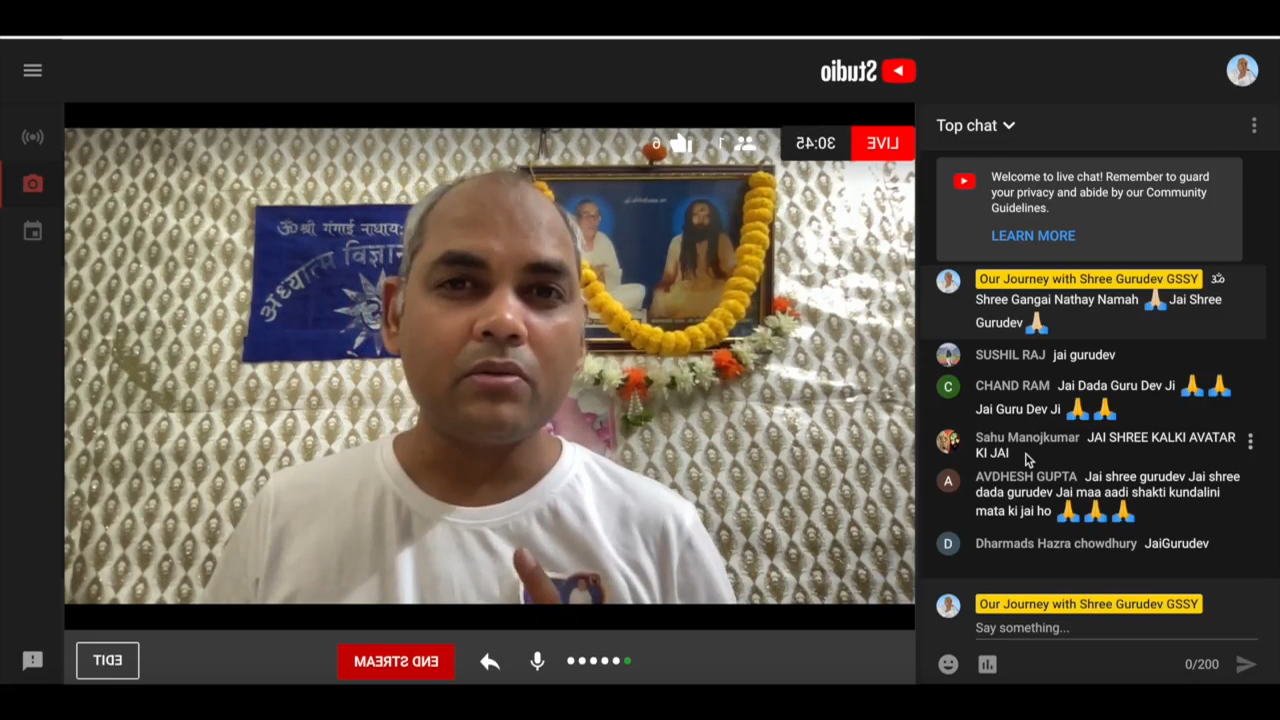 Studio
Top chat
LIVE
30:45
1
6
Welcome to live chat! Remember to guard
your privacy and abide by our Community
Guidelines.
LEARN MORE
Our Journey with Shree Gurudev GSSY ॐ
Shree Gangai Nathay Namah 🙏🏻 Jai Shree
Gurudev 🙏🏻
SUSHIL RAJ jai gurudev
C CHAND RAM Jai Dada Guru Dev Ji 🙏 🙏
Jai Guru Dev Ji 🙏 🙏
Sahu Manojkumar JAI SHREE KALKI AVATAR
KI JAI
A AVDHESH GUPTA Jai shree gurudev Jai shree
dada gurudev Jai maa aadi shakti kundalini
mata ki jai ho 🙏 🙏 🙏
D Dharmads Hazra chowdhury JaiGurudev
Our Journey with Shree Gurudev GSSY
Say something...
0/200
ॐ श्री गंगाई नाथाय:
अध्यात्म विज्ञान
EDIT
END STREAM